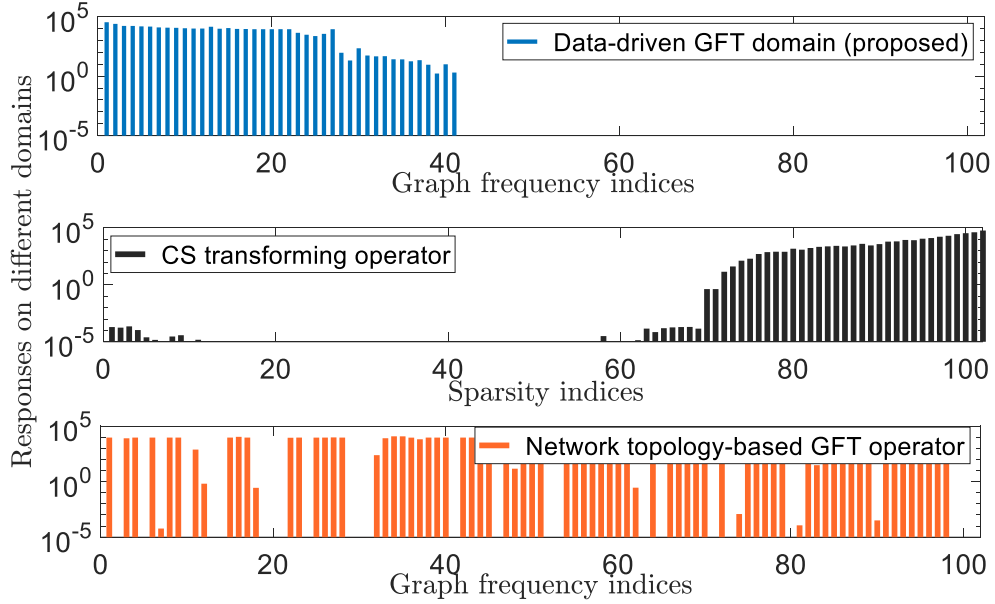 Responses on different domains
10^5
10^0
10^-5
Data-driven GFT domain (proposed)
0 20 40 60 80 100
Graph frequency indices
10^5
10^0
10^-5
CS transforming operator
0 20 40 60 80 100
Sparsity indices
10^5
10^0
10^-5
Network topology-based GFT operator
0 20 40 60 80 100
Graph frequency indices